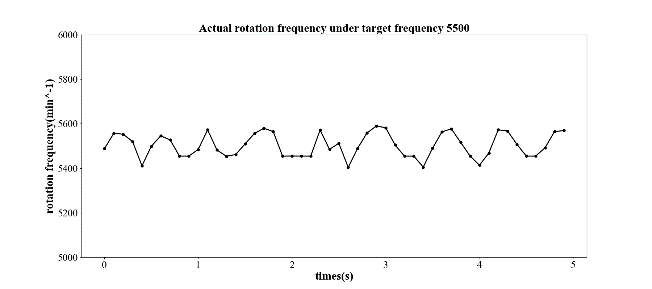 Actual rotation frequency under target frequency 5500
6000
5800
5600
5400
5200
5000
rotation frequency(min^-1)
0 1 2 3 4 5
times(s)